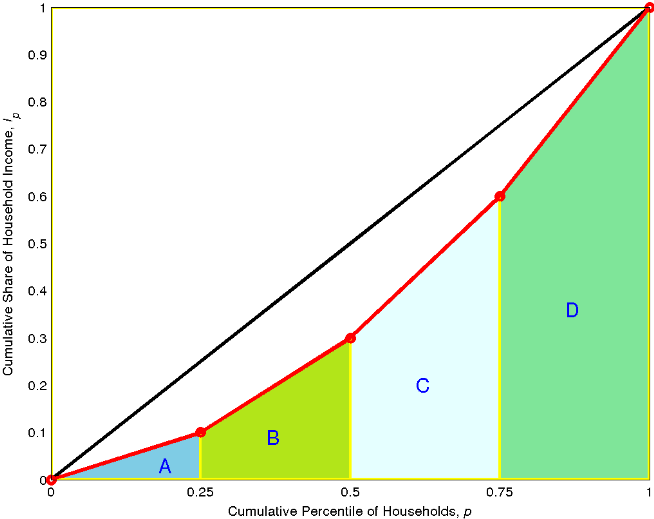 1
0.9
0.8
0.7
0.6
0.5
0.4
0.3
0.2
0.1
0
Cumulative Share of Household Income, Ip
A
B
C
D
0 0.25 0.5 0.75 1
Cumulative Percentile of Households, p